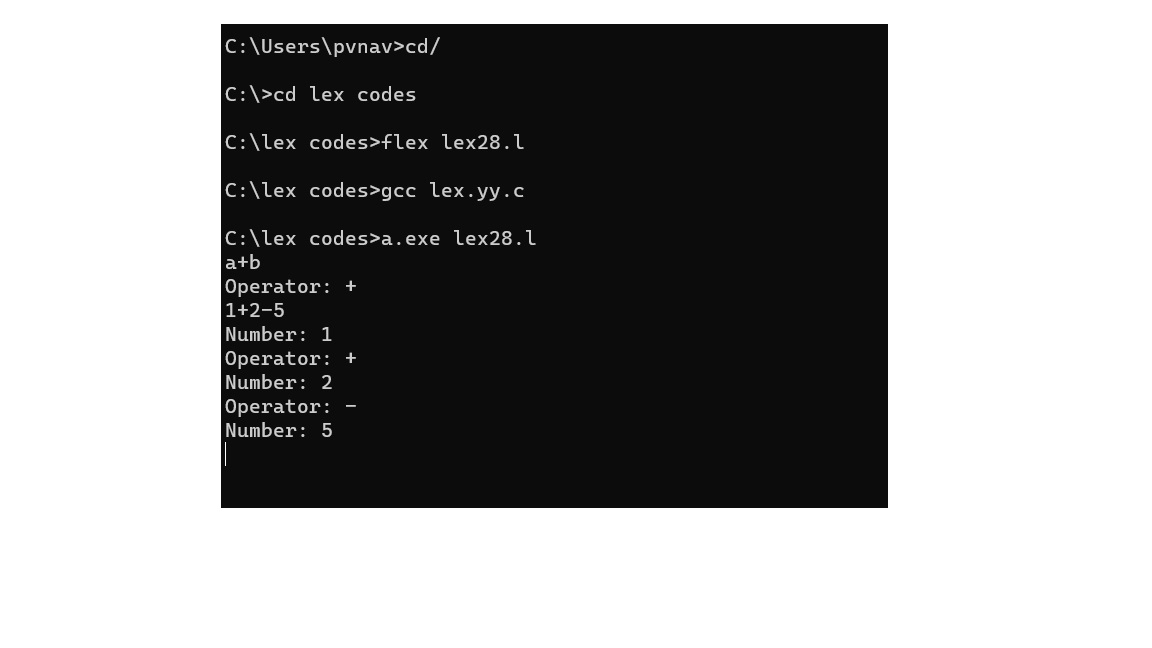 C:\Users\pvnav>cd/
C:\>cd lex codes
C:\lex codes>flex lex28.l
C:\lex codes>gcc lex.yy.c
C:\lex codes>a.exe lex28.l
a+b
Operator: +
1+2-5
Number: 1
Operator: +
Number: 2
Operator: -
Number: 5